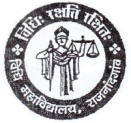 विधिः रक्षति रक्षितः
विधि महाविद्यालय, राजनांदगांव